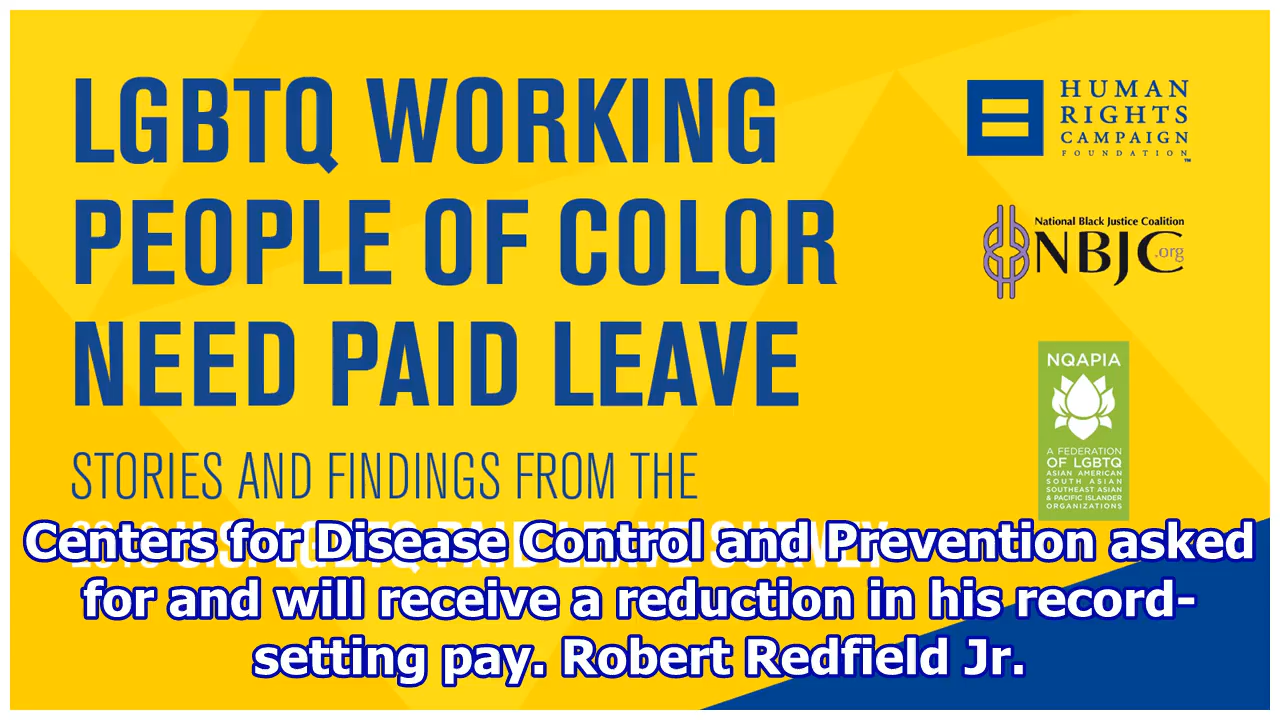 LGBTQ WORKING
PEOPLE OF COLOR
NEED PAID LEAVE
STORIES AND FINDINGS FROM THE
HUMAN
RIGHTS
CAMPAIGN
FOUNDATION™
National Black Justice Coalition
NBJC.org
NQAPIA
A FEDERATION
OF LGBTQ
ASIAN AMERICAN
SOUTH ASIAN
SOUTHEAST ASIAN
& PACIFIC ISLANDER
ORGANIZATIONS
Centers for Disease Control and Prevention asked
for and will receive a reduction in his record-
setting pay. Robert Redfield Jr.